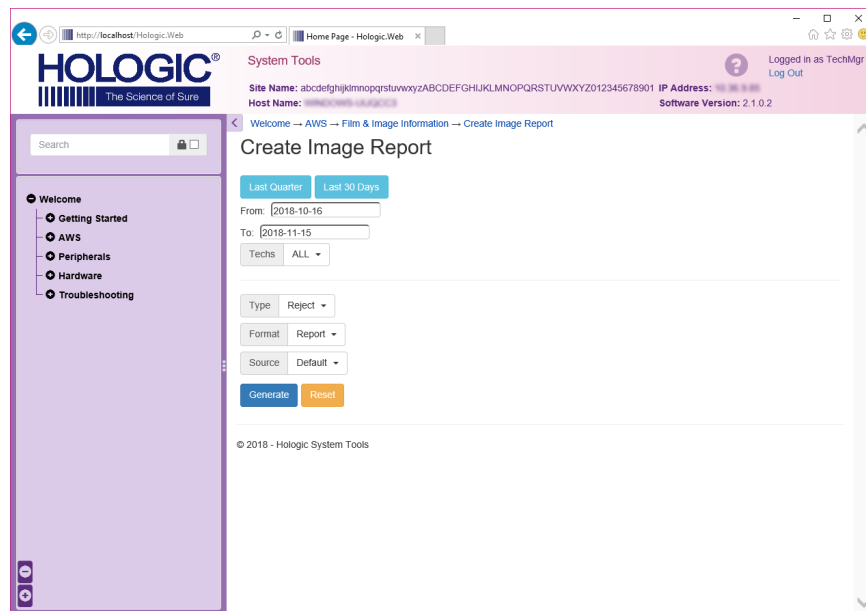 http://localhost/Hologic.Web
Home Page - Hologic.Web
HOLOGIC®
The Science of Sure
System Tools
Site Name: abcdefghijklmnopqrstuvwxyzABCDEFGHIJKLMNOPQRSTUVWXYZ012345678901 IP Address:
Host Name:
Software Version: 2.1.0.2
Logged in as TechMgr
Log Out
Search
Welcome
Getting Started
AWS
Peripherals
Hardware
Troubleshooting
Welcome → AWS → Film & Image Information → Create Image Report
Create Image Report
Last Quarter Last 30 Days
From: 2018-10-16
To: 2018-11-15
Techs ALL
Type Reject
Format Report
Source Default
Generate Reset
© 2018 - Hologic System Tools